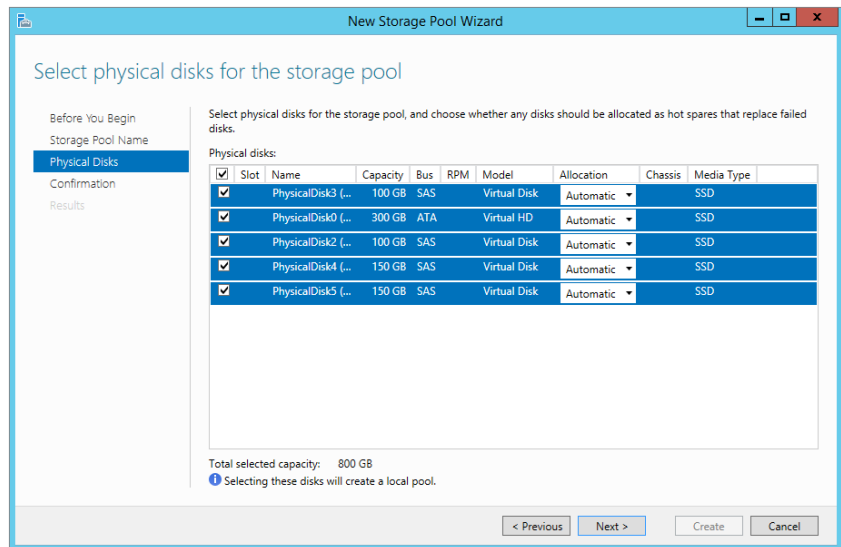 New Storage Pool Wizard
Select physical disks for the storage pool
Before You Begin
Storage Pool Name
Physical Disks
Confirmation
Results
Select physical disks for the storage pool, and choose whether any disks should be allocated as hot spares that replace failed
disks.
Physical disks:
Slot Name Capacity Bus RPM Model Allocation Chassis Media Type
PhysicalDisk3 (... 100 GB SAS Virtual Disk Automatic SSD
PhysicalDisk0 (... 300 GB ATA Virtual HD Automatic SSD
PhysicalDisk2 (... 100 GB SAS Virtual Disk Automatic SSD
PhysicalDisk4 (... 150 GB SAS Virtual Disk Automatic SSD
PhysicalDisk5 (... 150 GB SAS Virtual Disk Automatic SSD
Total selected capacity: 800 GB
Selecting these disks will create a local pool.
< Previous Next > Create Cancel